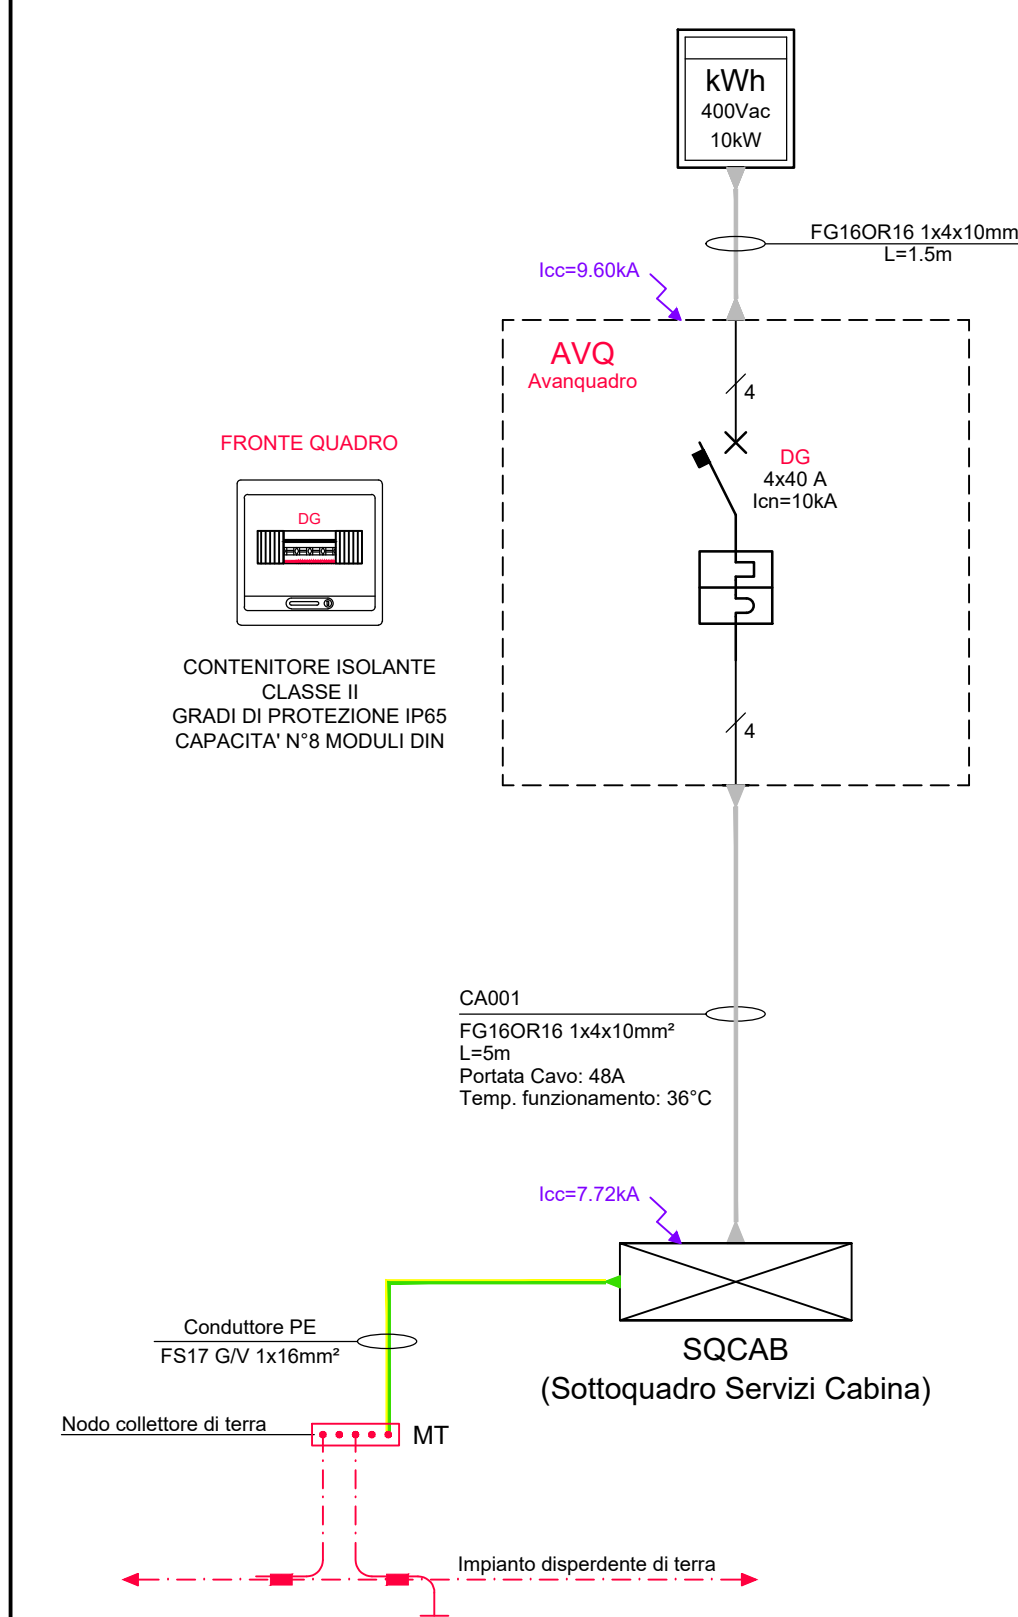 kWh
400Vac
10kW
FG16OR16 1x4x10mm
L=1.5m
Icc=9.60kA
AVQ
Avanquadro
4
DG
4x40 A
Icn=10kA
4
FRONTE QUADRO
DG
CONTENITORE ISOLANTE
CLASSE II
GRADI DI PROTEZIONE IP65
CAPACITA' N°8 MODULI DIN
CA001
FG16OR16 1x4x10mm²
L=5m
Portata Cavo: 48A
Temp. funzionamento: 36°C
Icc=7.72kA
SQCAB
(Sottoquadro Servizi Cabina)
Conduttore PE
FS17 G/V 1x16mm²
Nodo collettore di terra
MT
Impianto disperdente di terra